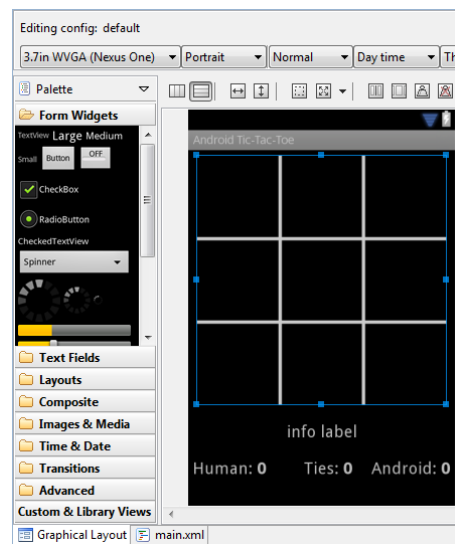 Editing config: default
3.7in WVGA (Nexus One) Portrait Normal Day time Th
Palette
Form Widgets
TextView Large Medium
Small Button OFF
CheckBox
RadioButton
CheckedTextView
Spinner
Text Fields
Layouts
Composite
Images & Media
Time & Date
Transitions
Advanced
Custom & Library Views
Graphical Layout main.xml
Android Tic-Tac-Toe
info label
Human: 0 Ties: 0 Android: 0